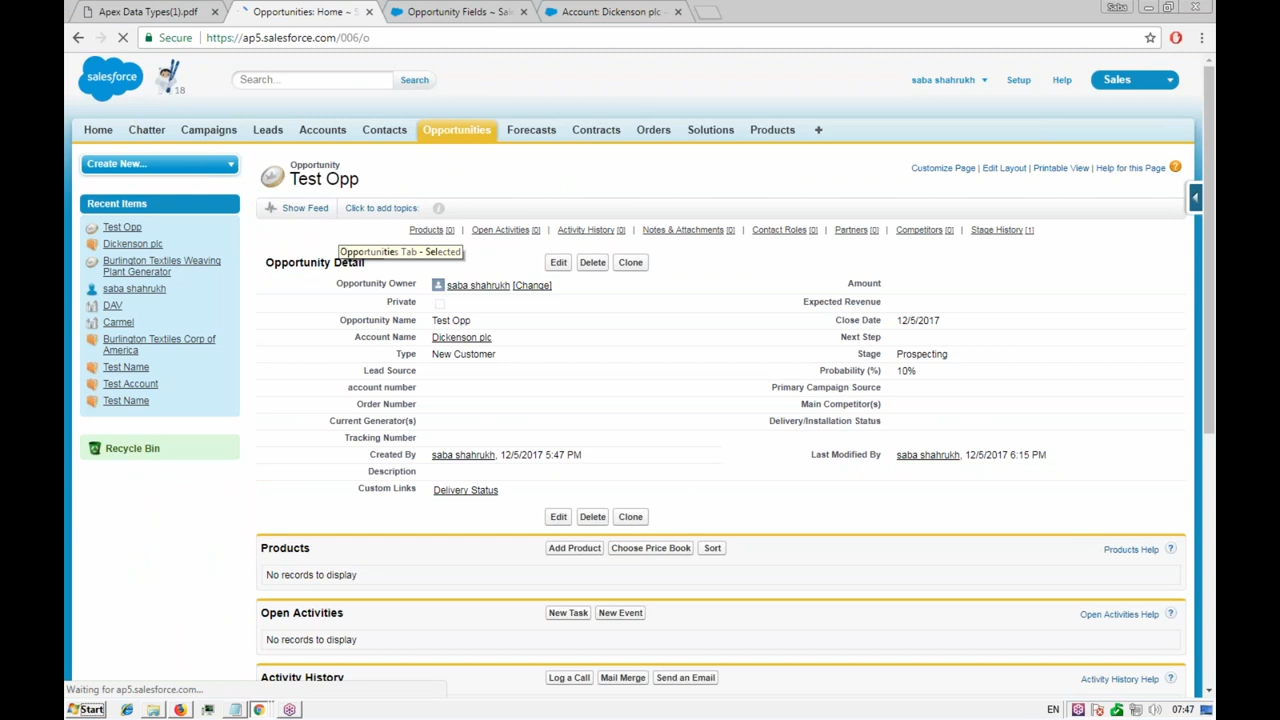 Apex Data Types(1).pdf
Opportunities: Home ~ S
Opportunity Fields ~ Sale
Account: Dickenson plc ~
Saba
Secure https://ap5.salesforce.com/006/o
salesforce
18
Search...
Search
saba shahrukh
Setup
Help
Sales
Home
Chatter
Campaigns
Leads
Accounts
Contacts
Opportunities
Forecasts
Contracts
Orders
Solutions
Products
+
Create New...
Recent Items
Test Opp
Dickenson plc
Burlington Textiles Weaving
Plant Generator
saba shahrukh
DAV
Carmel
Burlington Textiles Corp of
America
Test Name
Test Account
Test Name
Recycle Bin
Opportunity
Test Opp
Customize Page | Edit Layout | Printable View | Help for this Page ?
Show Feed
Click to add topics: i
Products [0] | Open Activities [0] | Activity History [0] | Notes & Attachments [0] | Contact Roles [0] | Partners [0] | Competitors [0] | Stage History [1]
Opportunities Tab - Selected
Opportunity Detail
Edit Delete Clone
Opportunity Owner saba shahrukh [Change]
Amount
Private
Expected Revenue
Opportunity Name Test Opp
Close Date 12/5/2017
Account Name Dickenson plc
Next Step
Type New Customer
Stage Prospecting
Lead Source
Probability (%) 10%
account number
Primary Campaign Source
Order Number
Main Competitor(s)
Current Generator(s)
Delivery/Installation Status
Tracking Number
Created By saba shahrukh, 12/5/2017 5:47 PM
Last Modified By saba shahrukh, 12/5/2017 6:15 PM
Description
Custom Links Delivery Status
Edit Delete Clone
Products
Add Product Choose Price Book Sort
Products Help ?
No records to display
Open Activities
New Task New Event
Open Activities Help ?
No records to display
Activity History
Log a Call Mail Merge Send an Email
Activity History Help ?
Waiting for ap5.salesforce.com...
Start
EN
07:47